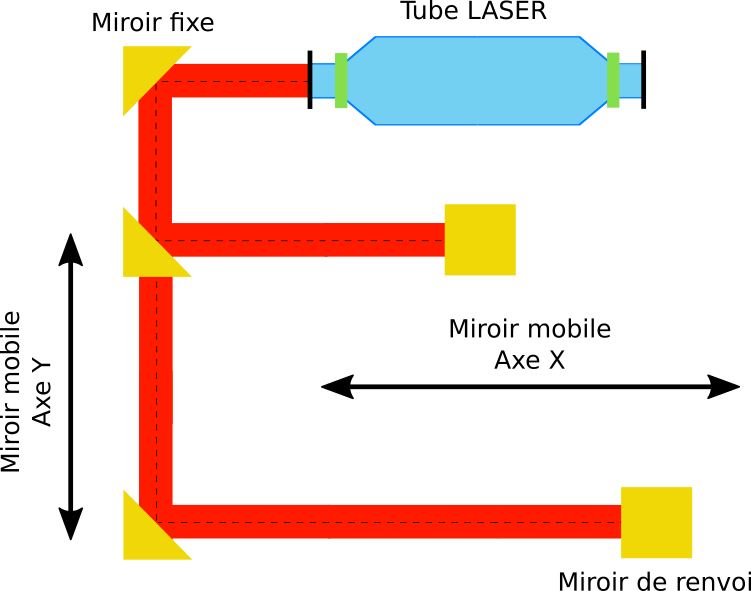 Tube LASER
Miroir fixe
Miroir mobile
Axe X
Miroir mobile
Axe Y
Miroir de renvoi